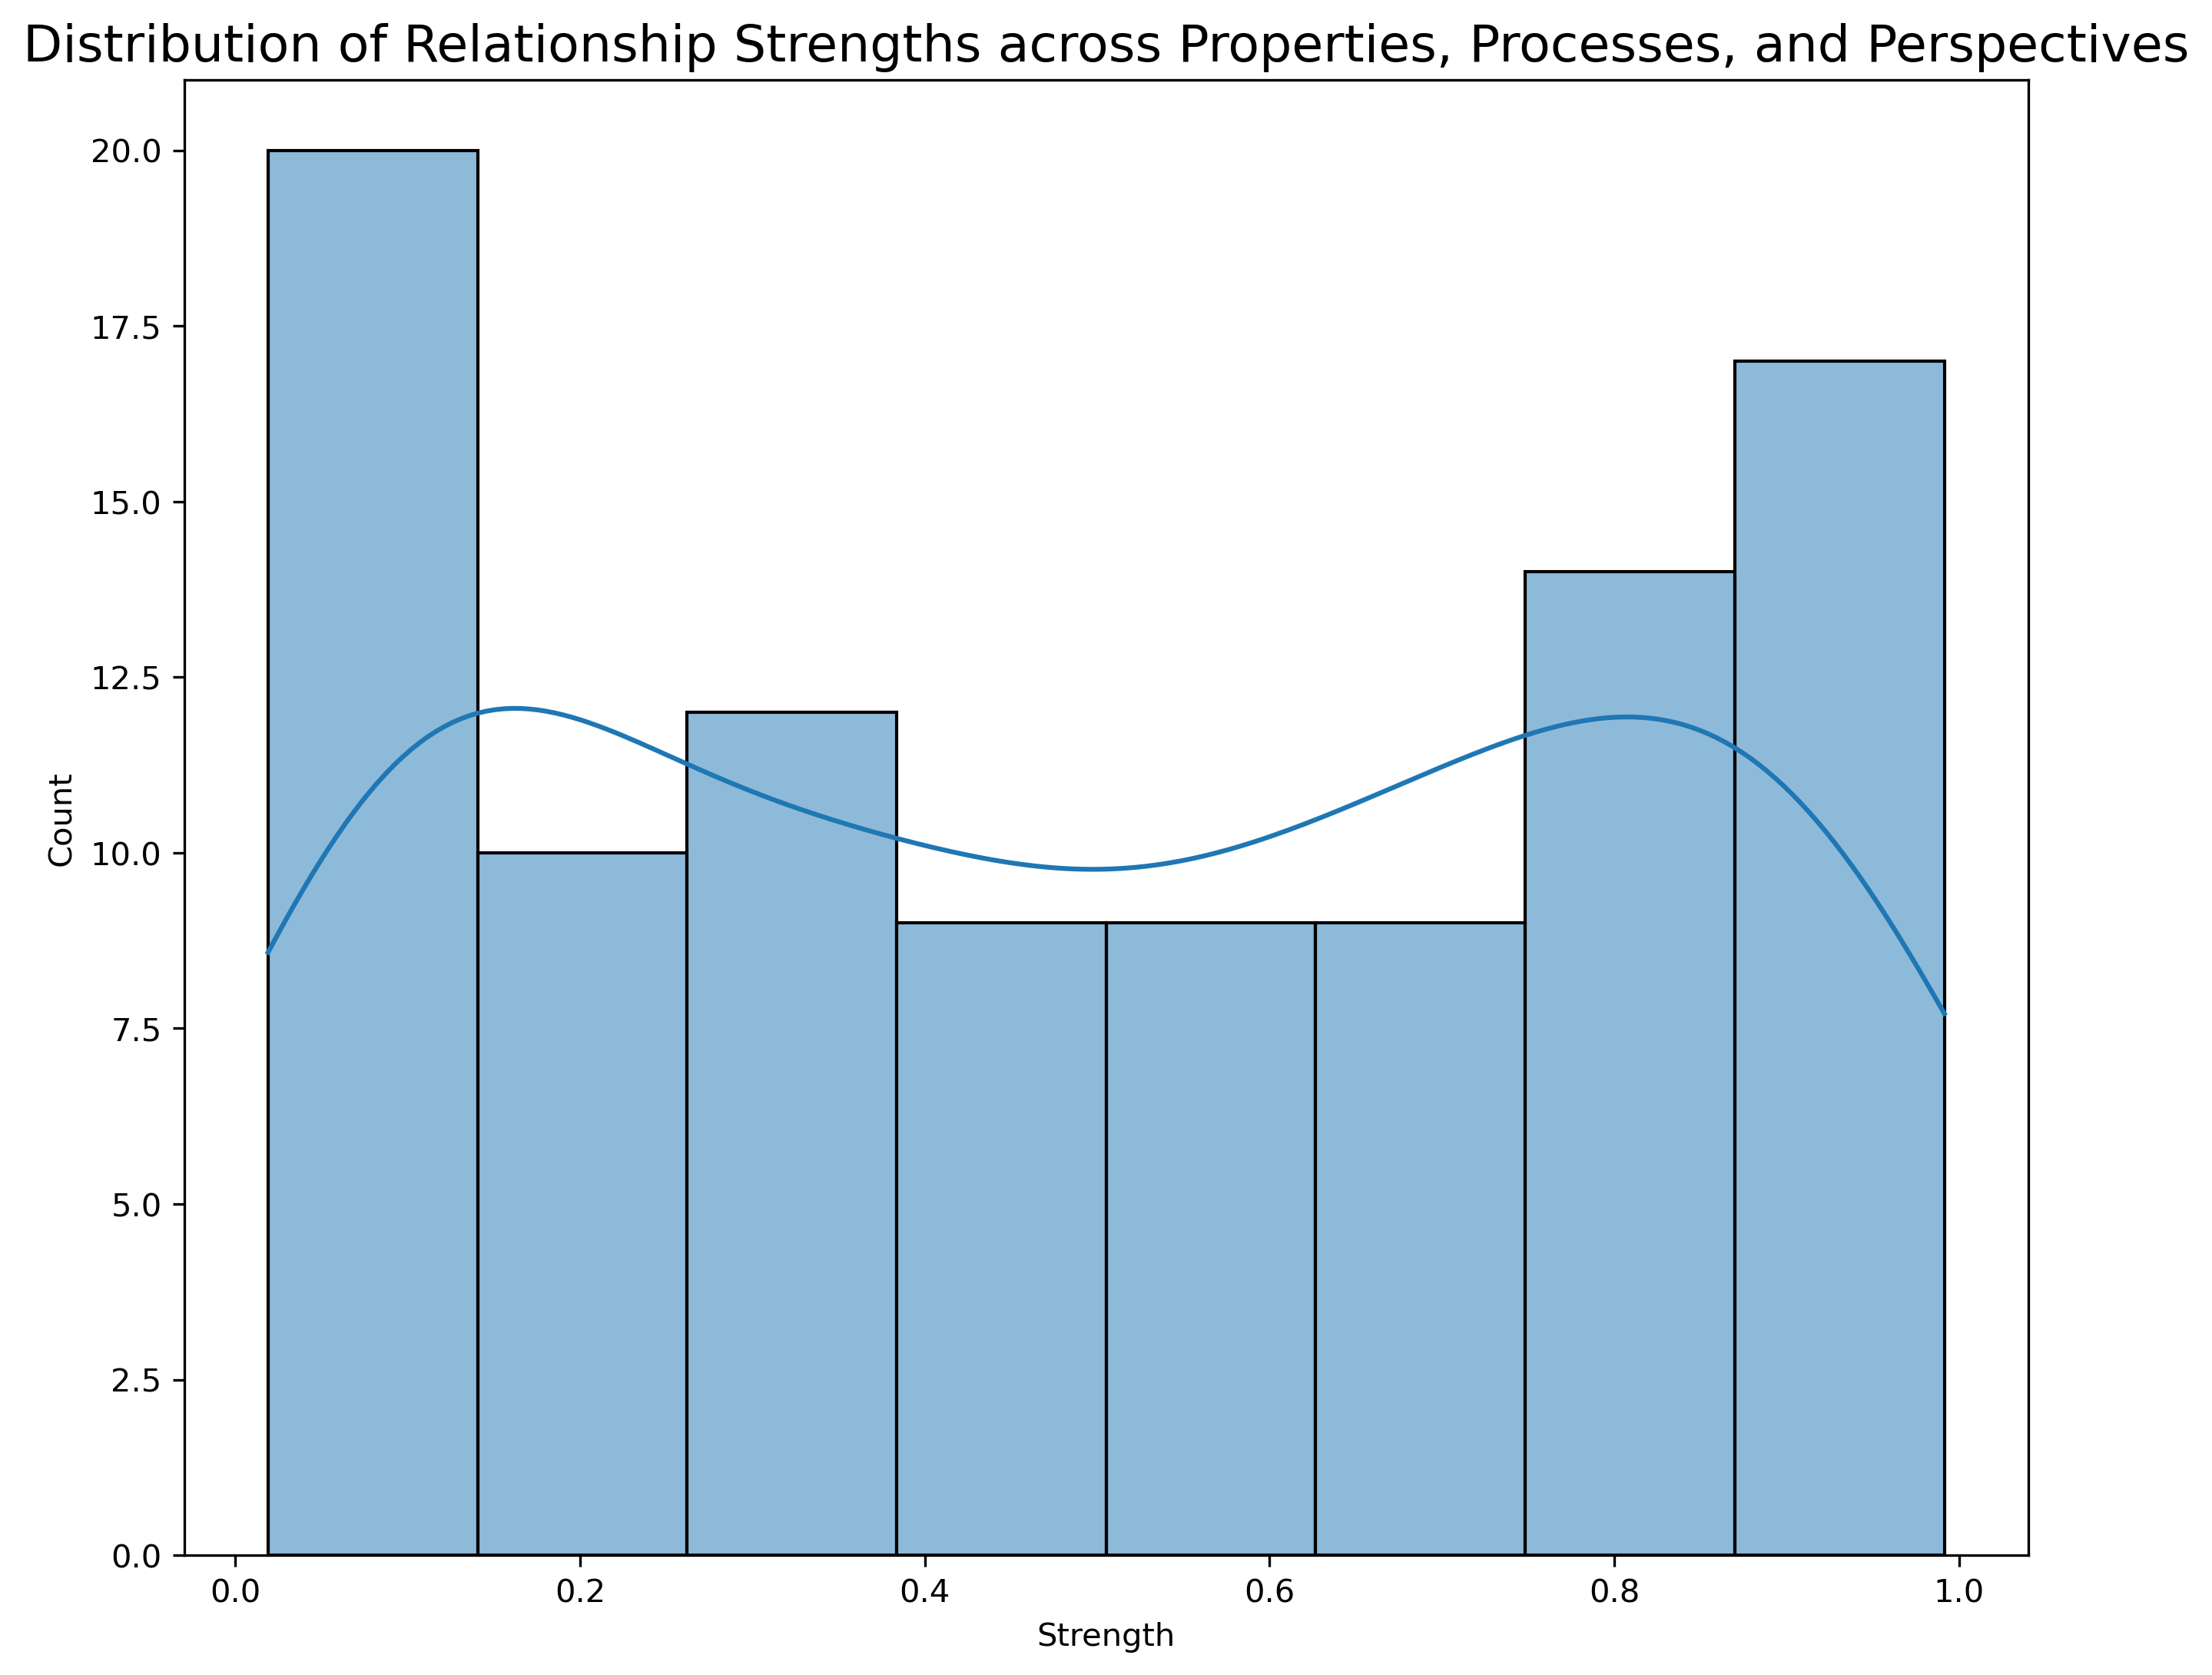 Distribution of Relationship Strengths across Properties, Processes, and Perspectives
20.0
17.5
15.0
12.5
10.0
7.5
5.0
2.5
0.0
Count
0.0 0.2 0.4 0.6 0.8 1.0
Strength